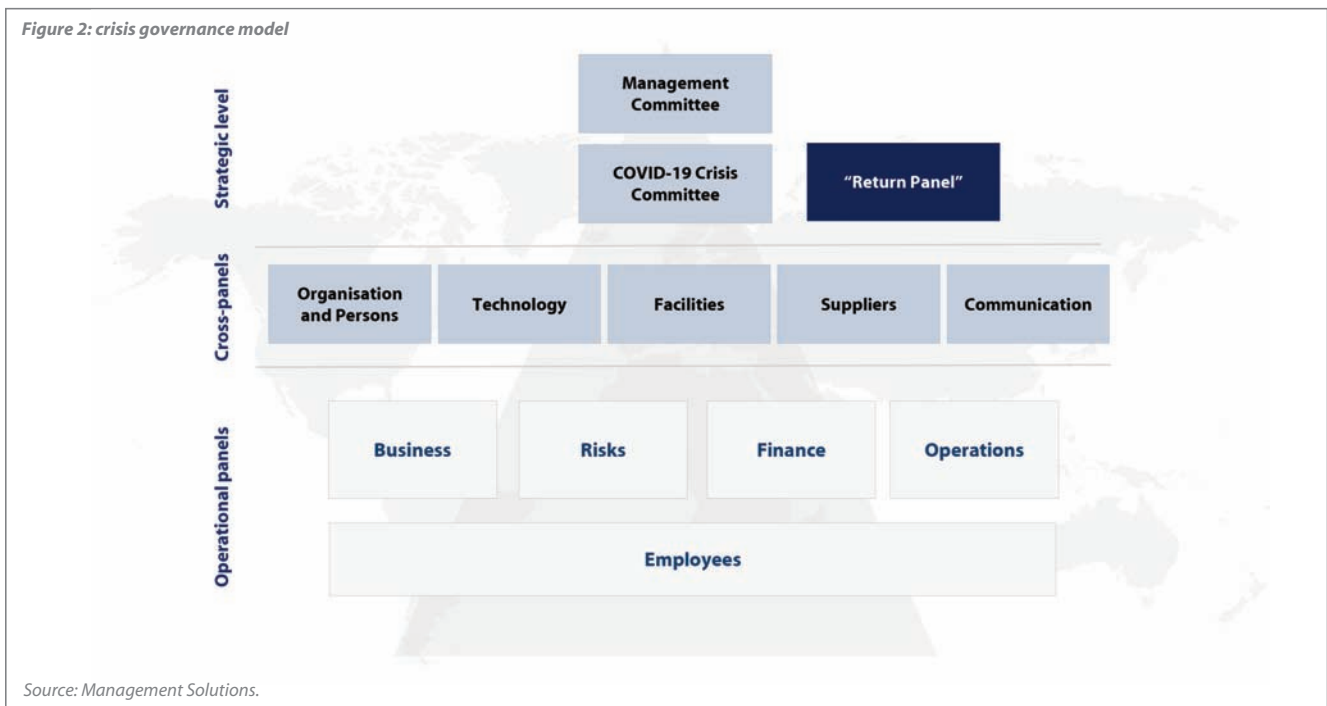 Figure 2: crisis governance model
Strategic level
Management
Committee
COVID-19 Crisis
Committee
“Return Panel”
Cross-panels
Organisation
and Persons
Technology
Facilities
Suppliers
Communication
Operational panels
Business
Risks
Finance
Operations
Employees
Source: Management Solutions.